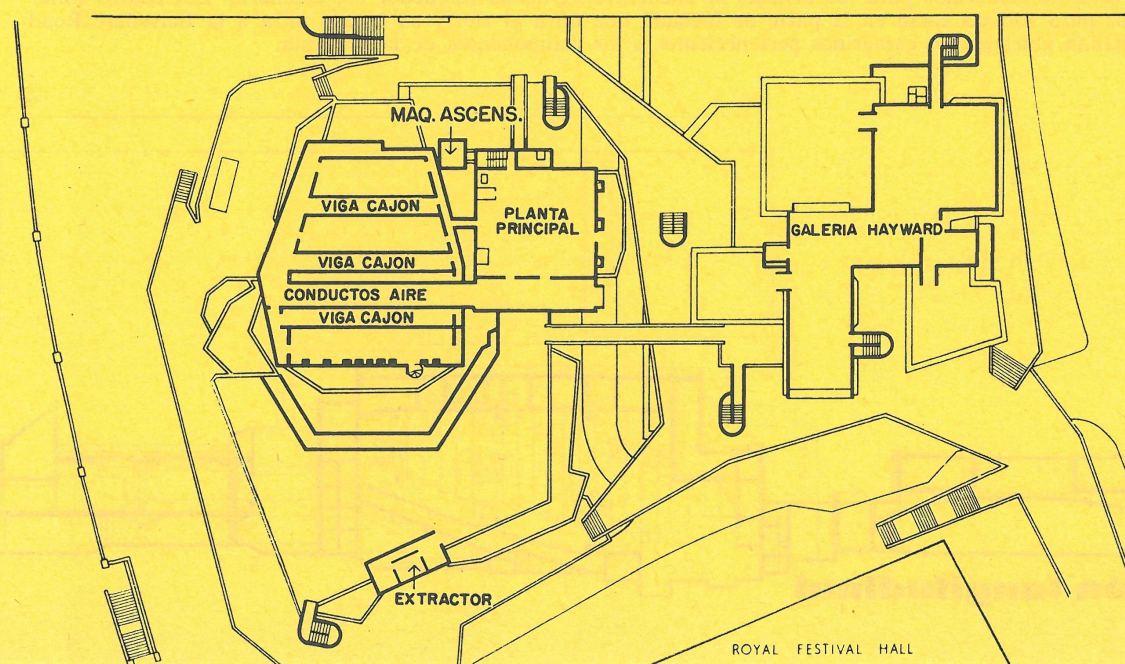 MAQ. ASCENS.
VIGA CAJON
PLANTA
PRINCIPAL
GALERIA HAYWARD
VIGA CAJON
CONDUCTOS AIRE
VIGA CAJON
EXTRACTOR
ROYAL FESTIVAL HALL